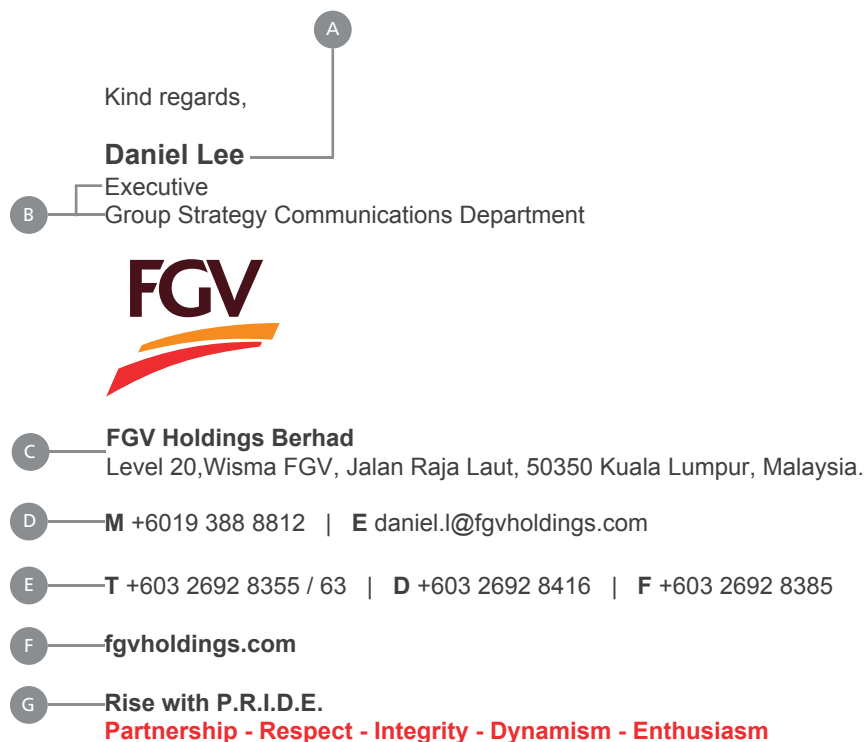 A
Kind regards,
Daniel Lee
Executive
B
Group Strategy Communications Department
FGV
C
FGV Holdings Berhad
Level 20,Wisma FGV, Jalan Raja Laut, 50350 Kuala Lumpur, Malaysia.
D
M +6019 388 8812 | E daniel.l@fgvholdings.com
E
T +603 2692 8355 / 63 | D +603 2692 8416 | F +603 2692 8385
F
fgvholdings.com
G
Rise with P.R.I.D.E.
Partnership - Respect - Integrity - Dynamism - Enthusiasm